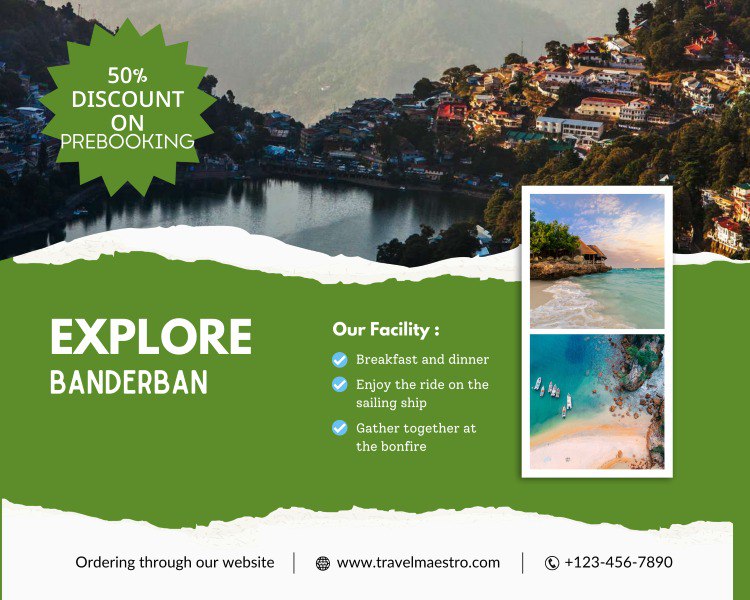 50%
DISCOUNT
ON
PREBOOKING
EXPLORE
BANDERBAN
Our Facility :
Breakfast and dinner
Enjoy the ride on the
sailing ship
Gather together at
the bonfire
Ordering through our website
www.travelmaestro.com
+123-456-7890